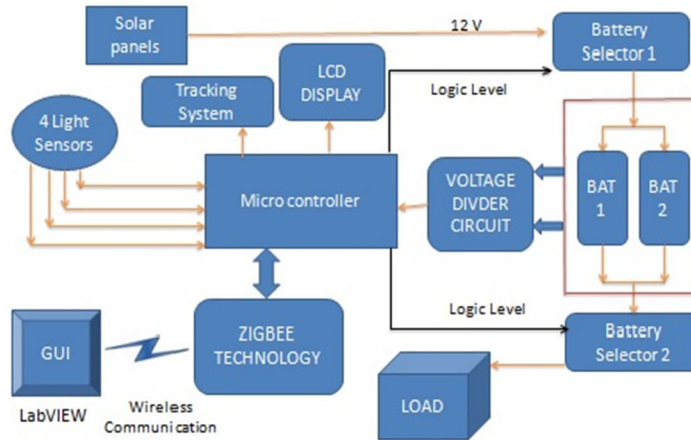 Solar
panels
12 V
Battery
Selector 1
LCD
DISPLAY
Tracking
System
Logic Level
4 Light
Sensors
Micro controller
VOLTAGE
DIVDER
CIRCUIT
BAT
1
BAT
2
Logic Level
ZIGBEE
TECHNOLOGY
GUI
LabVIEW
Wireless
Communication
Battery
Selector 2
LOAD